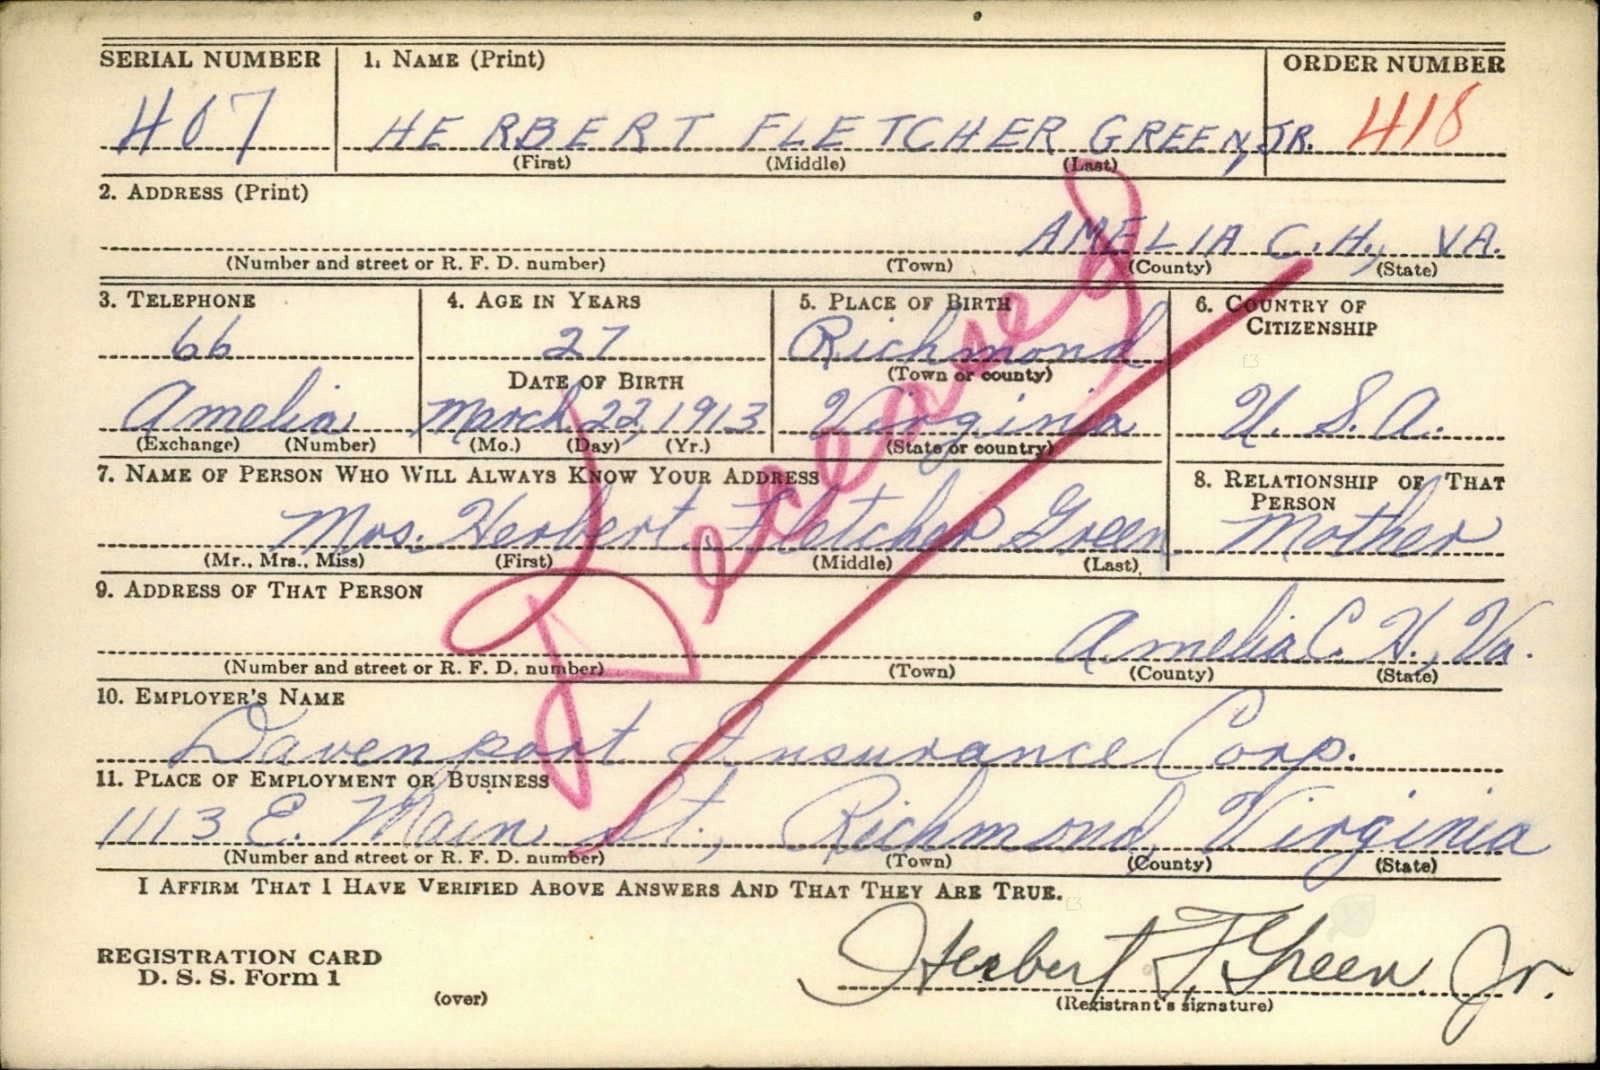 SERIAL NUMBER 1. NAME (Print) ORDER NUMBER
407 HERBERT FLETCHER GREEN, JR. 418
(First) (Middle) (Last)
2. ADDRESS (Print)
AMELIA C.H., VA.
(Number and street or R. F. D. number) (Town) (County) (State)
3. TELEPHONE 4. AGE IN YEARS 5. PLACE OF BIRTH 6. COUNTRY OF
CITIZENSHIP
66 27 Richmond
DATE OF BIRTH (Town or county)
Amelia March 22, 1913 Virginia U. S. A.
(Exchange) (Number) (Mo.) (Day) (Yr.) (State or country)
7. NAME OF PERSON WHO WILL ALWAYS KNOW YOUR ADDRESS 8. RELATIONSHIP OF THAT
PERSON
Mrs. Herbert Fletcher Green Mother
(Mr., Mrs., Miss) (First) (Middle) (Last)
9. ADDRESS OF THAT PERSON
Amelia C. H., Va.
(Number and street or R. F. D. number) (Town) (County) (State)
10. EMPLOYER'S NAME
Davenport Insurance Corp.
11. PLACE OF EMPLOYMENT OR BUSINESS
1113 E. Main St., Richmond, Virginia
(Number and street or R. F. D. number) (Town) (County) (State)
I AFFIRM THAT I HAVE VERIFIED ABOVE ANSWERS AND THAT THEY ARE TRUE.
REGISTRATION CARD
D. S. S. Form 1
(over)
Herbert F. Green Jr.
(Registrant's signature)
Deceased